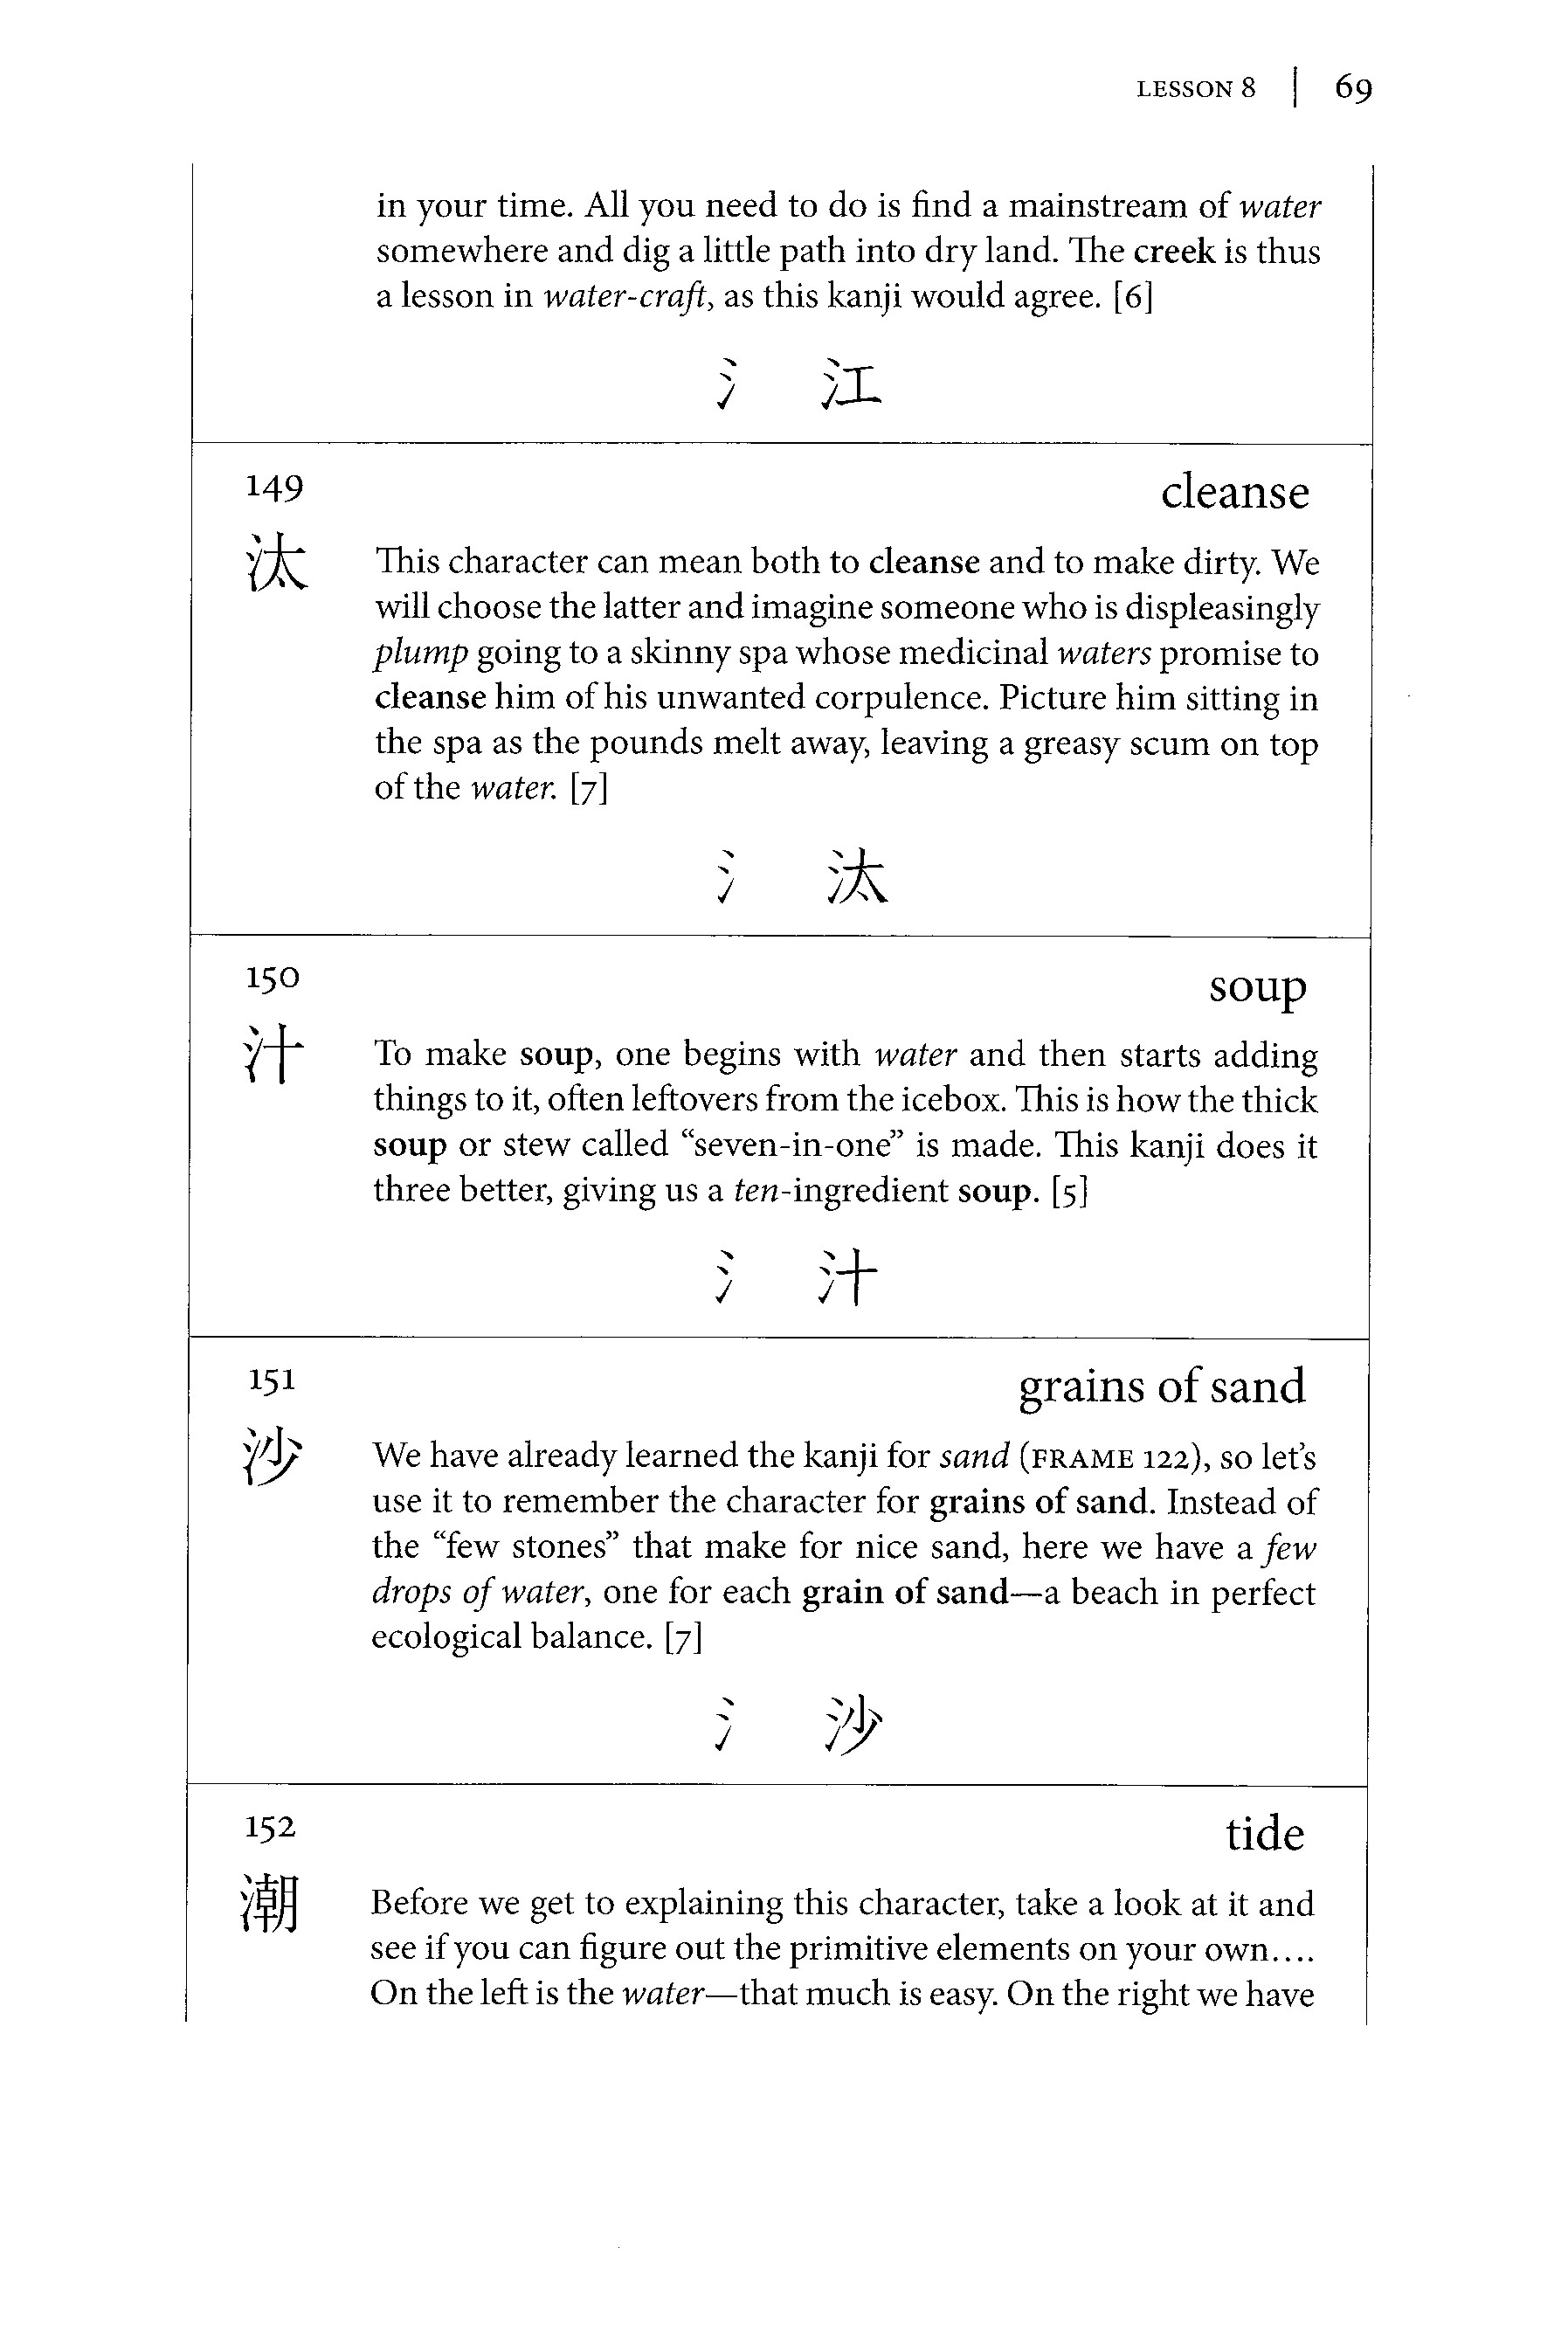 LESSON 8 | 69
in your time. All you need to do is find a mainstream of water
somewhere and dig a little path into dry land. The creek is thus
a lesson in water-craft, as this kanji would agree. [6]
氵 江
149
cleanse
汰
This character can mean both to cleanse and to make dirty. We
will choose the latter and imagine someone who is displeasingly
plump going to a skinny spa whose medicinal waters promise to
cleanse him of his unwanted corpulence. Picture him sitting in
the spa as the pounds melt away, leaving a greasy scum on top
of the water. [7]
氵 汰
150
soup
汁
To make soup, one begins with water and then starts adding
things to it, often leftovers from the icebox. This is how the thick
soup or stew called “seven-in-one” is made. This kanji does it
three better, giving us a ten-ingredient soup. [5]
氵 汁
151
grains of sand
沙
We have already learned the kanji for sand (FRAME 122), so let’s
use it to remember the character for grains of sand. Instead of
the “few stones” that make for nice sand, here we have a few
drops of water, one for each grain of sand—a beach in perfect
ecological balance. [7]
氵 沙
152
tide
潮
Before we get to explaining this character, take a look at it and
see if you can figure out the primitive elements on your own....
On the left is the water—that much is easy. On the right we have